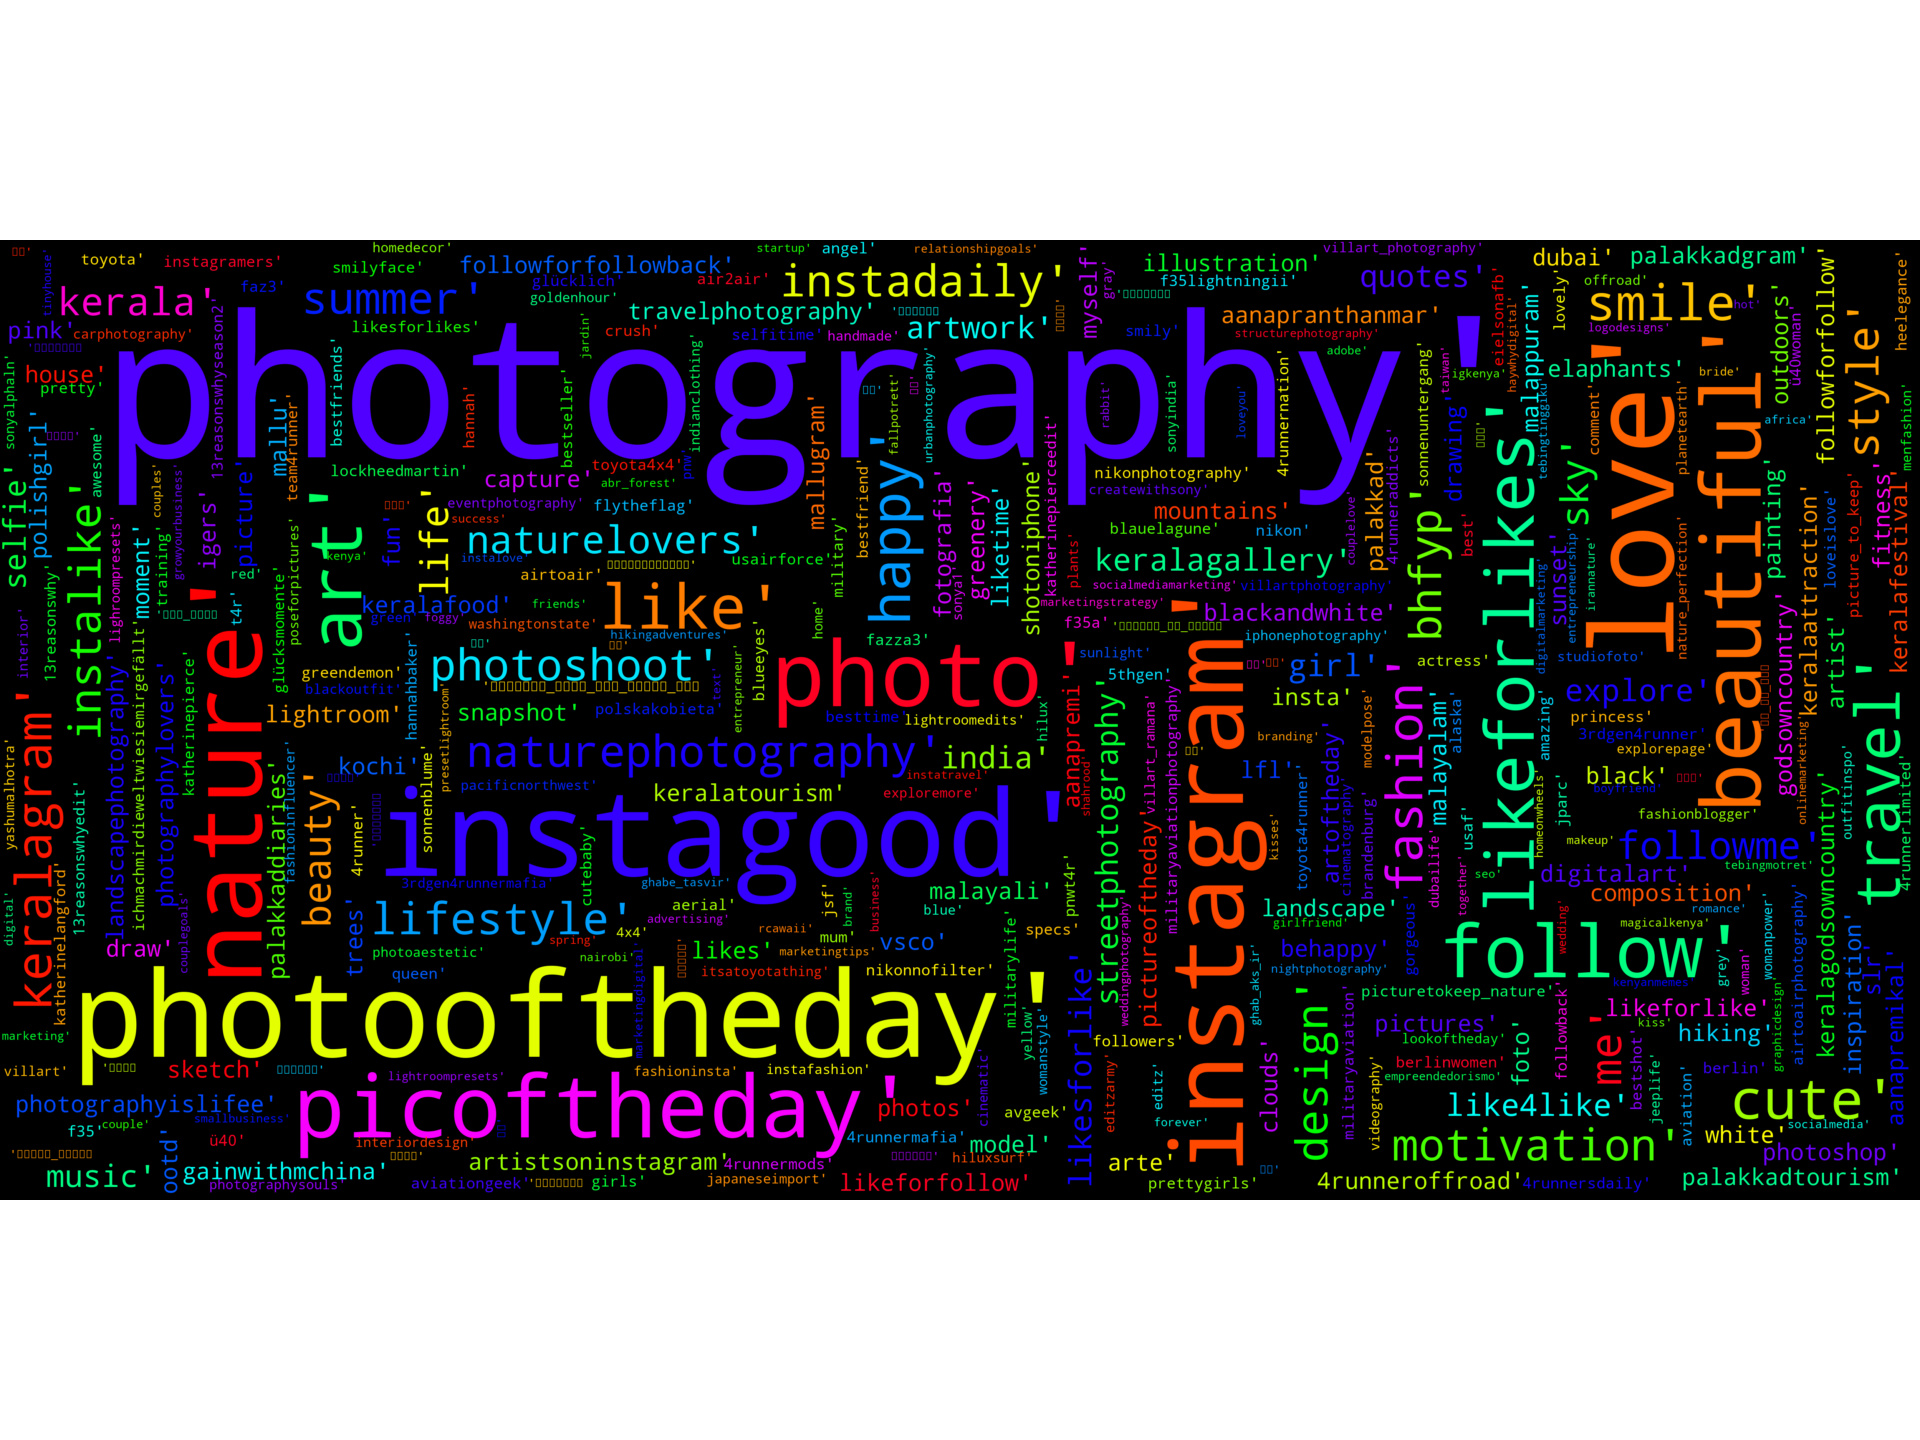 toyota'
instagramers'
homedecor'
smilyface'
followforfollowback'
startup'
angel'
relationshipgoals'
villart_photography'
dubai'
palakkadgram'
kerala'
faz3'
summer'
glücklich'
air2air'
instadaily'
illustration'
f35lightningii'
quotes'
offroad'
smile'
goldenhour'
travelphotography'
artwork'
myself'
gray'
aanapranthanmar'
structurephotography'
lovely'
logodesigns'
hot'
pink'
carphotography'
likesforlikes'
crush'
selfitime'
handmade'
smily'
adobe'
house'
pretty'
photography'
igkenya'
elaphants'
bride'
outdoors'
ü40woman'
followforfollow'
style'
heelegance'
menfashion'
tinyhouse'
sonyalphaln'
polishgirl'
selfie'
instalike'
awesome'
couples'
growyourbusiness'
13reasonswhyseason2'
igers'
picture'
mallu'
team4runner'
bestfriends'
lockheedmartin'
hannah'
bestseller'
jardin'
toyota4x4'
abr_forest'
pnw'
indianclothing'
capture'
eventphotography'
flytheflag'
success'
mallugram'
bestfriend'
happy'
fallpotrett'
urbanphotography'
fotografia'
sonya1'
greenery'
liketime'
shotoniphone'
katherinepierceedit'
rabbit'
sonyindia'
loveyou'
4runnernation'
nikonphotography'
createwithsony'
mountains'
blauelagune'
nikon'
keralagallery'
socialmediamarketing'
villartphotography'
marketingstrategy'
blackandwhite'
f35a'
iphonephotography'
couplelove'
palakkad'
4runneraddicts'
bhfyp'
sonnenuntergang'
taiwan'
drawing'
best'
eielsonafb'
haywhydigital'
malappuram'
tebingtinggiku'
likeforlikes'
sky'
comment'
love'
planetearth'
beautiful'
africa'
painting'
keralaattraction'
loveislove'
picture_to_keep'
fitness'
keralafestival'
sunset'
entrepreneurship'
digitalmarketing'
irannature'
nature_perfection'
godsowncountry'
artist'
travel'
moment'
training'
lighroompresets'
13reasonswhy'
interior'
red'
t4r'
nature'
art'
kenya'
poseforpictures'
glücksmomente'
fun'
life'
naturelovers'
instalove'
airtoair'
usairforce'
military'
keralafood'
green'
foggy'
friends'
like'
washingtonstate'
hikingadventures'
home'
fazza3'
plants'
greendemon'
blackoutfit'
hannahbaker'
photoshoot'
photo'
sunlight'
5thgen'
girl'
actress'
studiofoto'
explore'
insta'
lightroom'
presetlightroom'
snapshot'
polskakobieta'
text'
entrepreneur'
blueeyes'
besttime'
lightroomedits'
hilux'
princess'
3rdgen4runner'
explorepage'
kochi'
naturephotography'
india'
instatravel'
exploremore'
shahrood'
aanapremi'
branding'
lfl'
black'
boyfriend'
fashionblogger'
pacificnorthwest'
keralatourism'
keralagram'
yashumalhotra'
13reasonswhyedit'
landscapephotography'
ichmachmirdieweltwiesiemirgefällt'
photographylovers'
katherinepierce'
palakkaddiaries'
fashioninfluencer'
beauty'
4runner'
sonnenblume'
instagood'
streetphotography'
villart_ramana'
militaryaviationphotography'
instagram'
kisses'
toyota4runner'
artoftheday'
cinematography'
modelpose'
brandenburg'
fashion'
malayalam'
alaska'
usaf'
dubailife'
together'
amazing'
homeonwheels'
jparc'
makeup'
followme'
tebingmotret'
onlinemarketing'
outfitinspo'
4runnerlimited'
3rdgen4runnermafia'
cutebaby'
ghabe_tasvir'
malayali'
seo'
digitalart'
composition'
digital'
katherinelangford'
couplegoals'
draw'
trees'
lifestyle'
aerial'
advertising'
brand'
jsf'
business'
blue'
landscape'
girlfriend'
romance'
magicalkenya'
photoaestetic'
spring'
4x4'
likes'
rcawaii'
mum'
marketingtips'
vsco'
specs'
pnwt4r'
behappy'
gorgeous'
follow'
wedding'
queen'
nairobi'
itsatoyotathing'
nikonnofilter'
nightphotography'
kenyanmemes'
grey'
woman'
womanpower'
airtoairphotography'
inspiration'
slr'
keralagodsowncountry'
aanapremikal'
photooftheday'
marketingdigital'
militarylife'
yellow'
womanstyle'
likesforlike'
weddingphotography'
pictureoftheday'
ghab_aks_ir'
picturetokeep_nature'
followback'
likeforlike'
kiss'
hiking'
graphicdesign'
marketing'
followers'
design'
pictures'
lookoftheday'
foto'
me'
villart'
sketch'
lightroompresets'
fashioninsta'
instafashion'
cinematic'
militaryaviation'
berlinwomen'
empreendedorismo'
bestshot'
jeeplife'
berlin'
photographyislifee'
smallbusiness'
picoftheday'
photos'
avgeek'
editzarmy'
editz'
forever'
clouds'
videography'
like4like'
cute'
socialmedia'
f35'
couple'
ü40'
interiordesign'
4runnermafia'
model'
motivation'
aviation'
white'
photoshop'
music'
ootd'
gainwithmchina'
photographysouls'
artistsoninstagram'
4runnermods'
hiluxsurf'
arte'
aviationgeek'
girls'
japaneseimport'
likeforfollow'
prettygirls'
4runneroffroad'
4runnersdaily'
palakkadtourism'